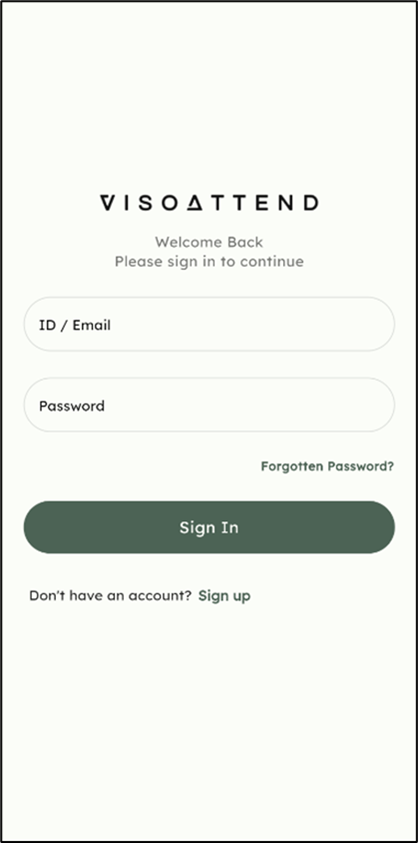 VISOATTEND
Welcome Back
Please sign in to continue
ID / Email
Password
Forgotten Password?
Sign In
Don't have an account? Sign up